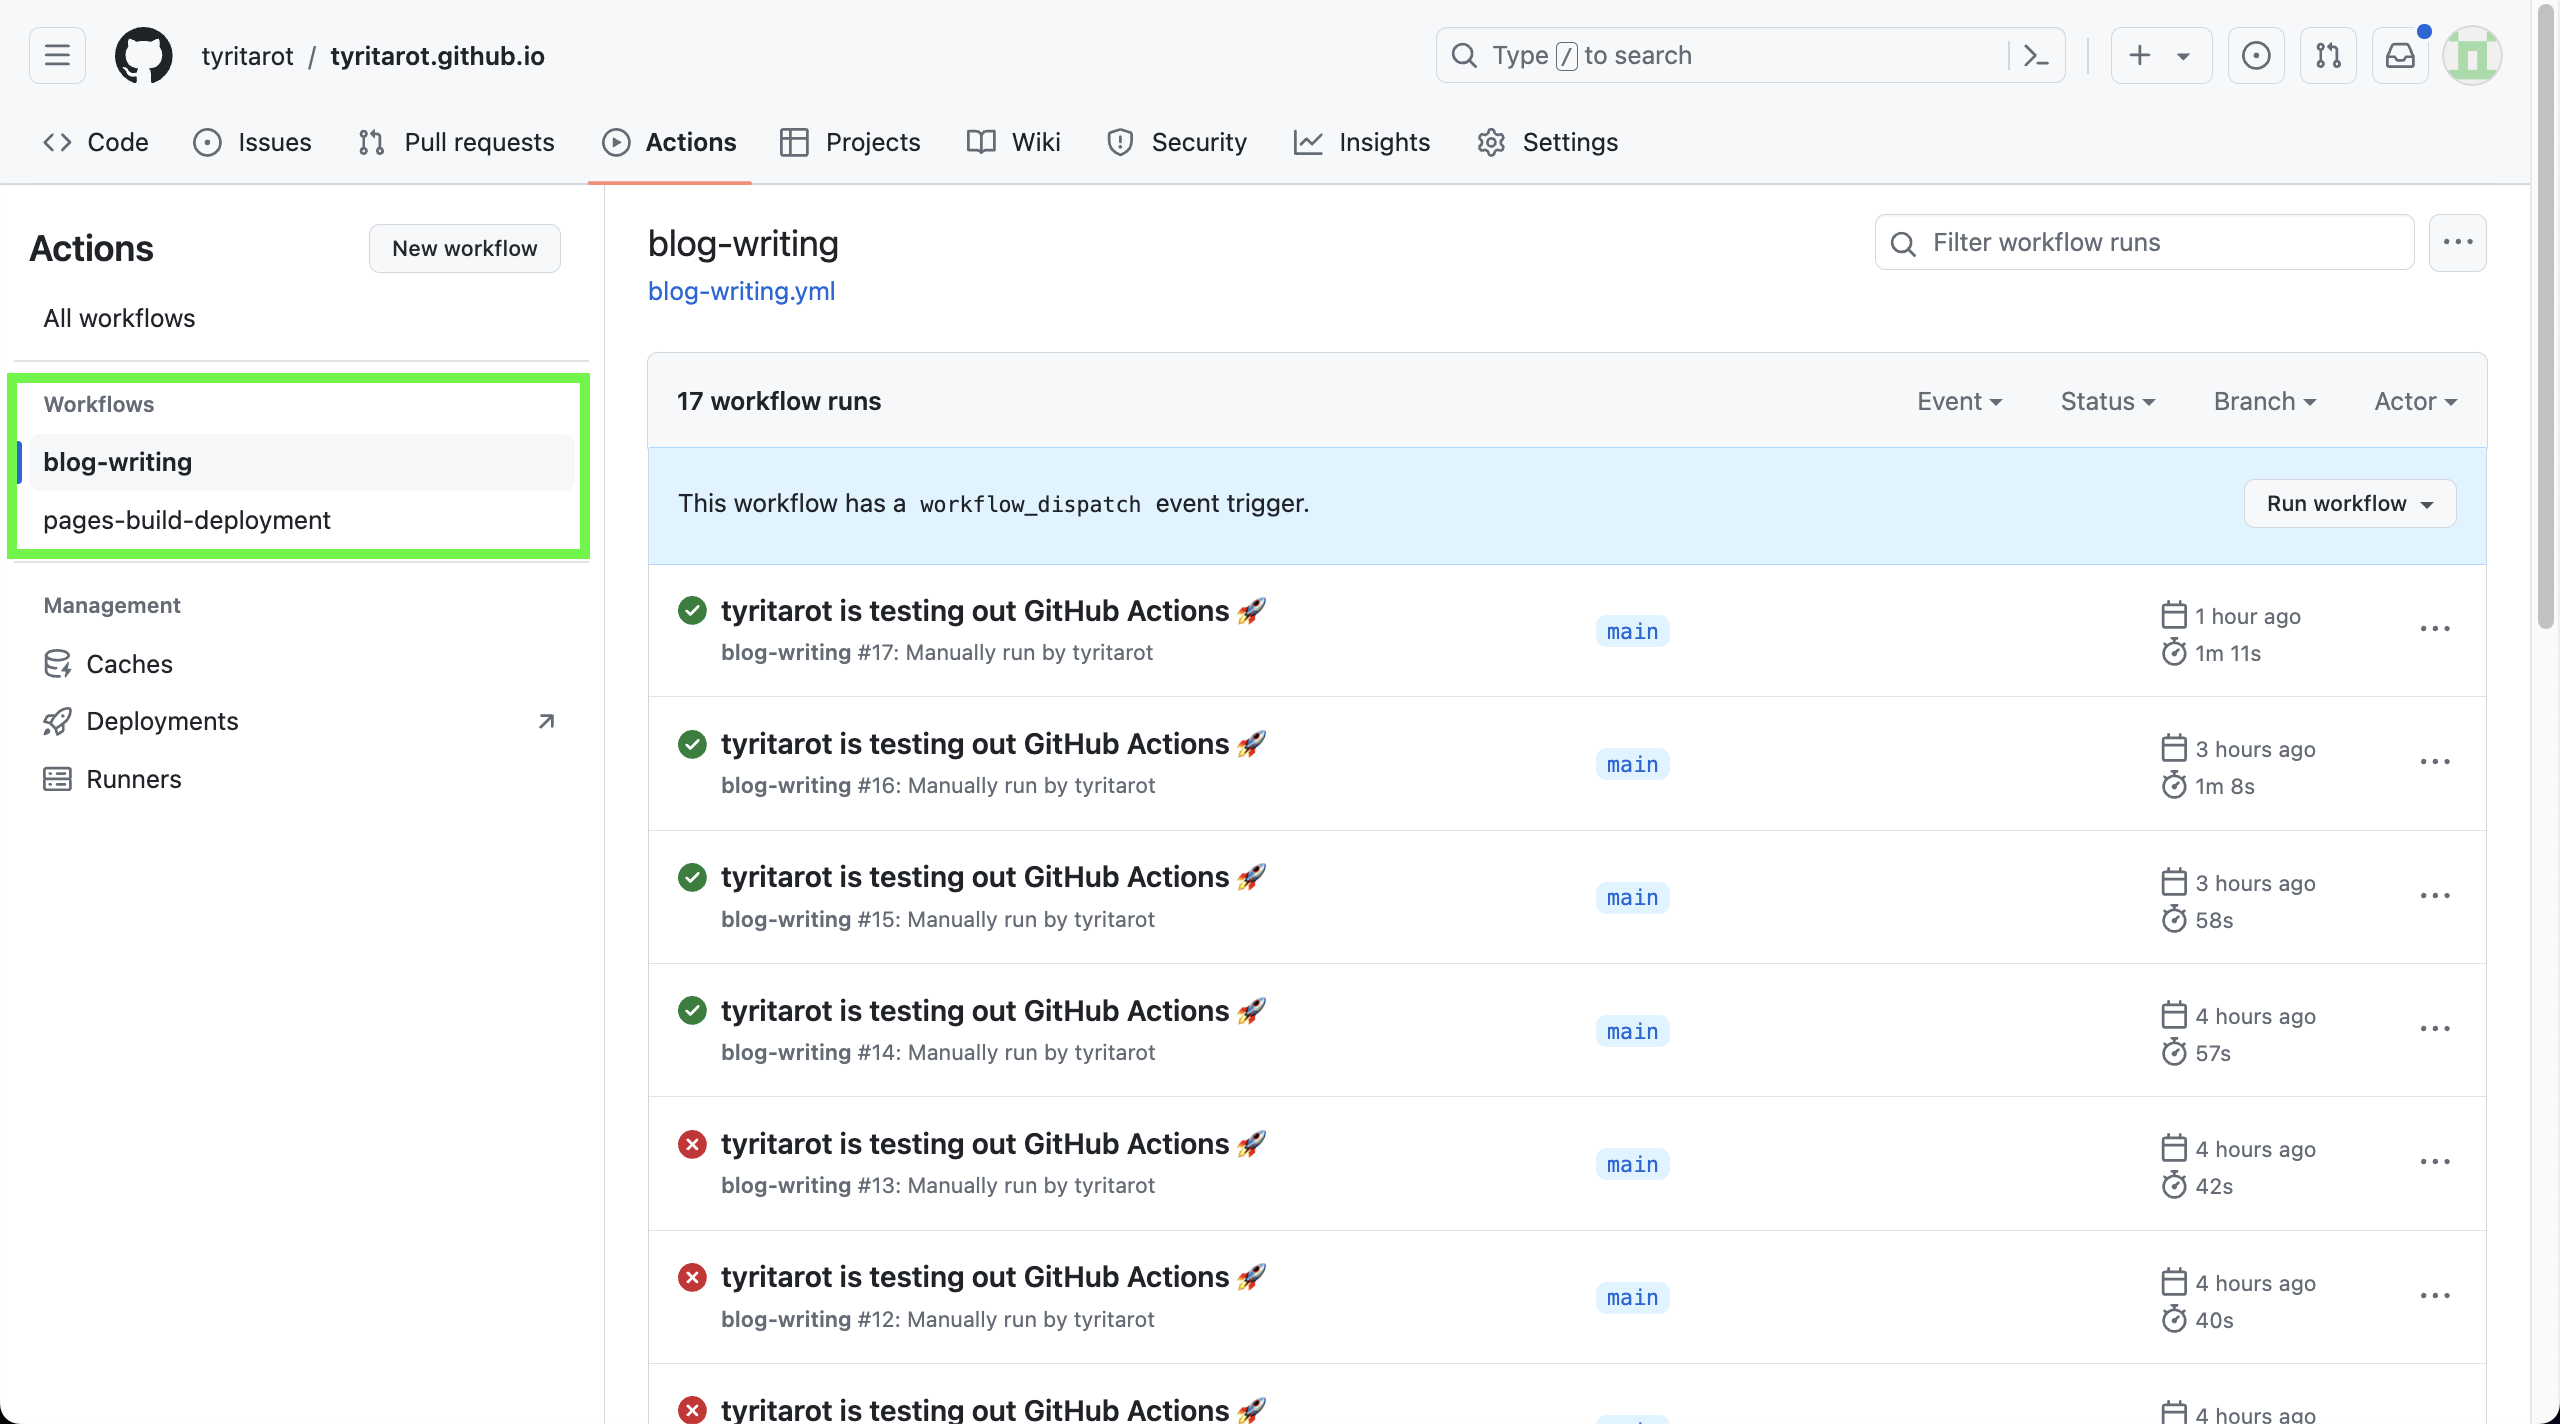 tyritarot / tyritarot.github.io
Type / to search
Code Issues Pull requests Actions Projects Wiki Security Insights Settings
Actions
New workflow
All workflows
Workflows
blog-writing
pages-build-deployment
Management
Caches
Deployments
Runners
blog-writing
blog-writing.yml
Filter workflow runs
17 workflow runs
Event Status Branch Actor
This workflow has a workflow_dispatch event trigger.
Run workflow
tyritarot is testing out GitHub Actions 🚀
blog-writing #17: Manually run by tyritarot
main
1 hour ago
1m 11s
tyritarot is testing out GitHub Actions 🚀
blog-writing #16: Manually run by tyritarot
main
3 hours ago
1m 8s
tyritarot is testing out GitHub Actions 🚀
blog-writing #15: Manually run by tyritarot
main
3 hours ago
58s
tyritarot is testing out GitHub Actions 🚀
blog-writing #14: Manually run by tyritarot
main
4 hours ago
57s
tyritarot is testing out GitHub Actions 🚀
blog-writing #13: Manually run by tyritarot
main
4 hours ago
42s
tyritarot is testing out GitHub Actions 🚀
blog-writing #12: Manually run by tyritarot
main
4 hours ago
40s
tyritarot is testing out GitHub Actions 🚀
4 hours ago